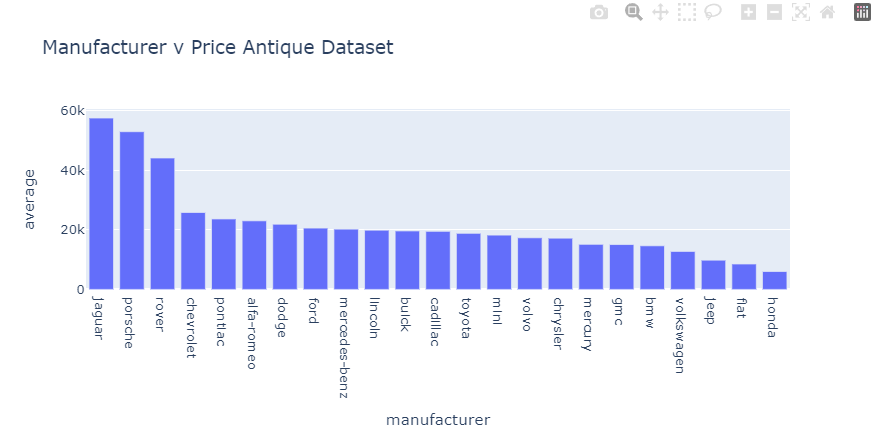 Manufacturer v Price Antique Dataset
60k
40k
20k
0
average
jaguar
porsche
rover
chevrolet
pontiac
alfa-romeo
dodge
ford
mercedes-benz
lincoln
buick
cadillac
toyota
mini
volvo
chrysler
mercury
gmc
bmw
volkswagen
jeep
fiat
honda
manufacturer